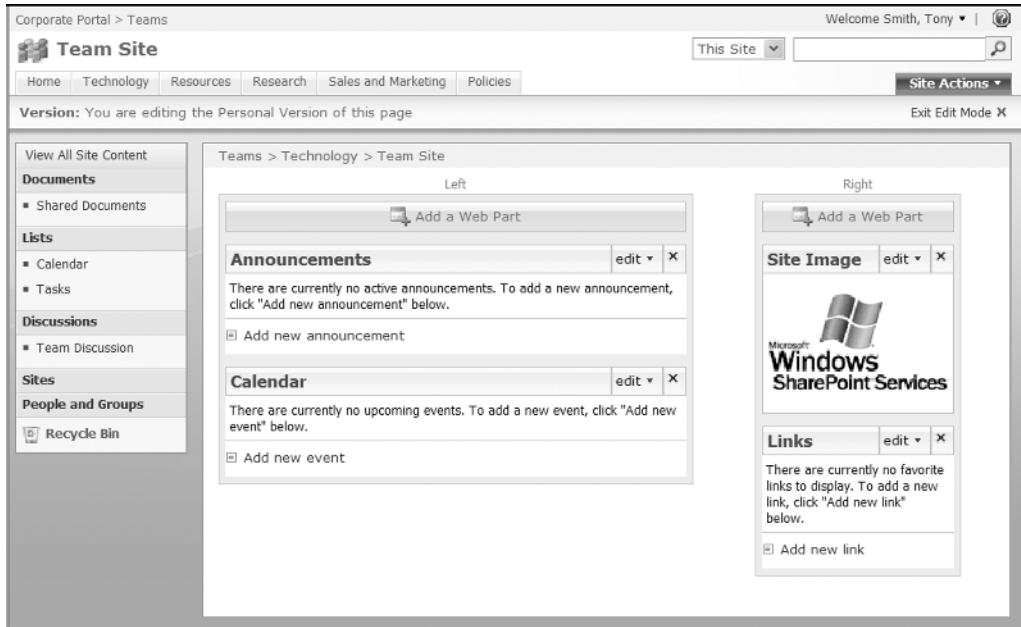 Corporate Portal > Teams
Welcome Smith, Tony
Team Site
This Site
Home Technology Resources Research Sales and Marketing Policies
Site Actions
Version: You are editing the Personal Version of this page
Exit Edit Mode X
View All Site Content
Documents
Shared Documents
Lists
Calendar
Tasks
Discussions
Team Discussion
Sites
People and Groups
Recycle Bin
Teams > Technology > Team Site
Left
Add a Web Part
Announcements edit X
There are currently no active announcements. To add a new announcement,
click "Add new announcement" below.
Add new announcement
Calendar edit X
There are currently no upcoming events. To add a new event, click "Add new
event" below.
Add new event
Right
Add a Web Part
Site Image edit X
Microsoft
Windows
SharePoint Services
Links edit X
There are currently no favorite
links to display. To add a new
link, click "Add new link"
below.
Add new link